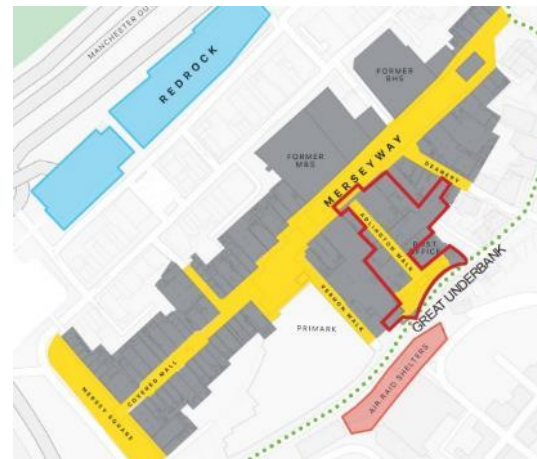 MANCHESTER OU
REDROCK
FORMER
BHS
FORMER
M&S
MERSEYWAY
DEANERY
ADLINGTON WALK
POST
OFFICE
GREAT UNDERBANK
VERNON WALK
PRIMARK
AIR RAID SHELTERS
COVERED MALL
MERSEY SQUARE